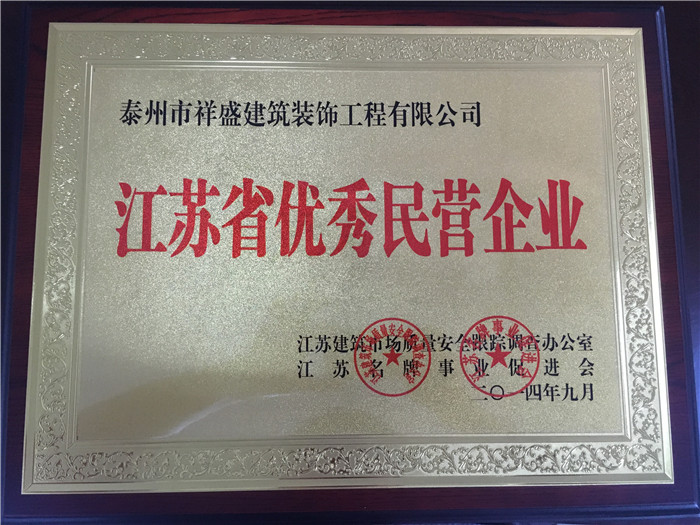 泰州市祥盛建筑装饰工程有限公司
江苏省优秀民营企业
江苏建筑市场质量安全跟踪调查办公室
江苏名牌事业促进会
二〇一四年九月